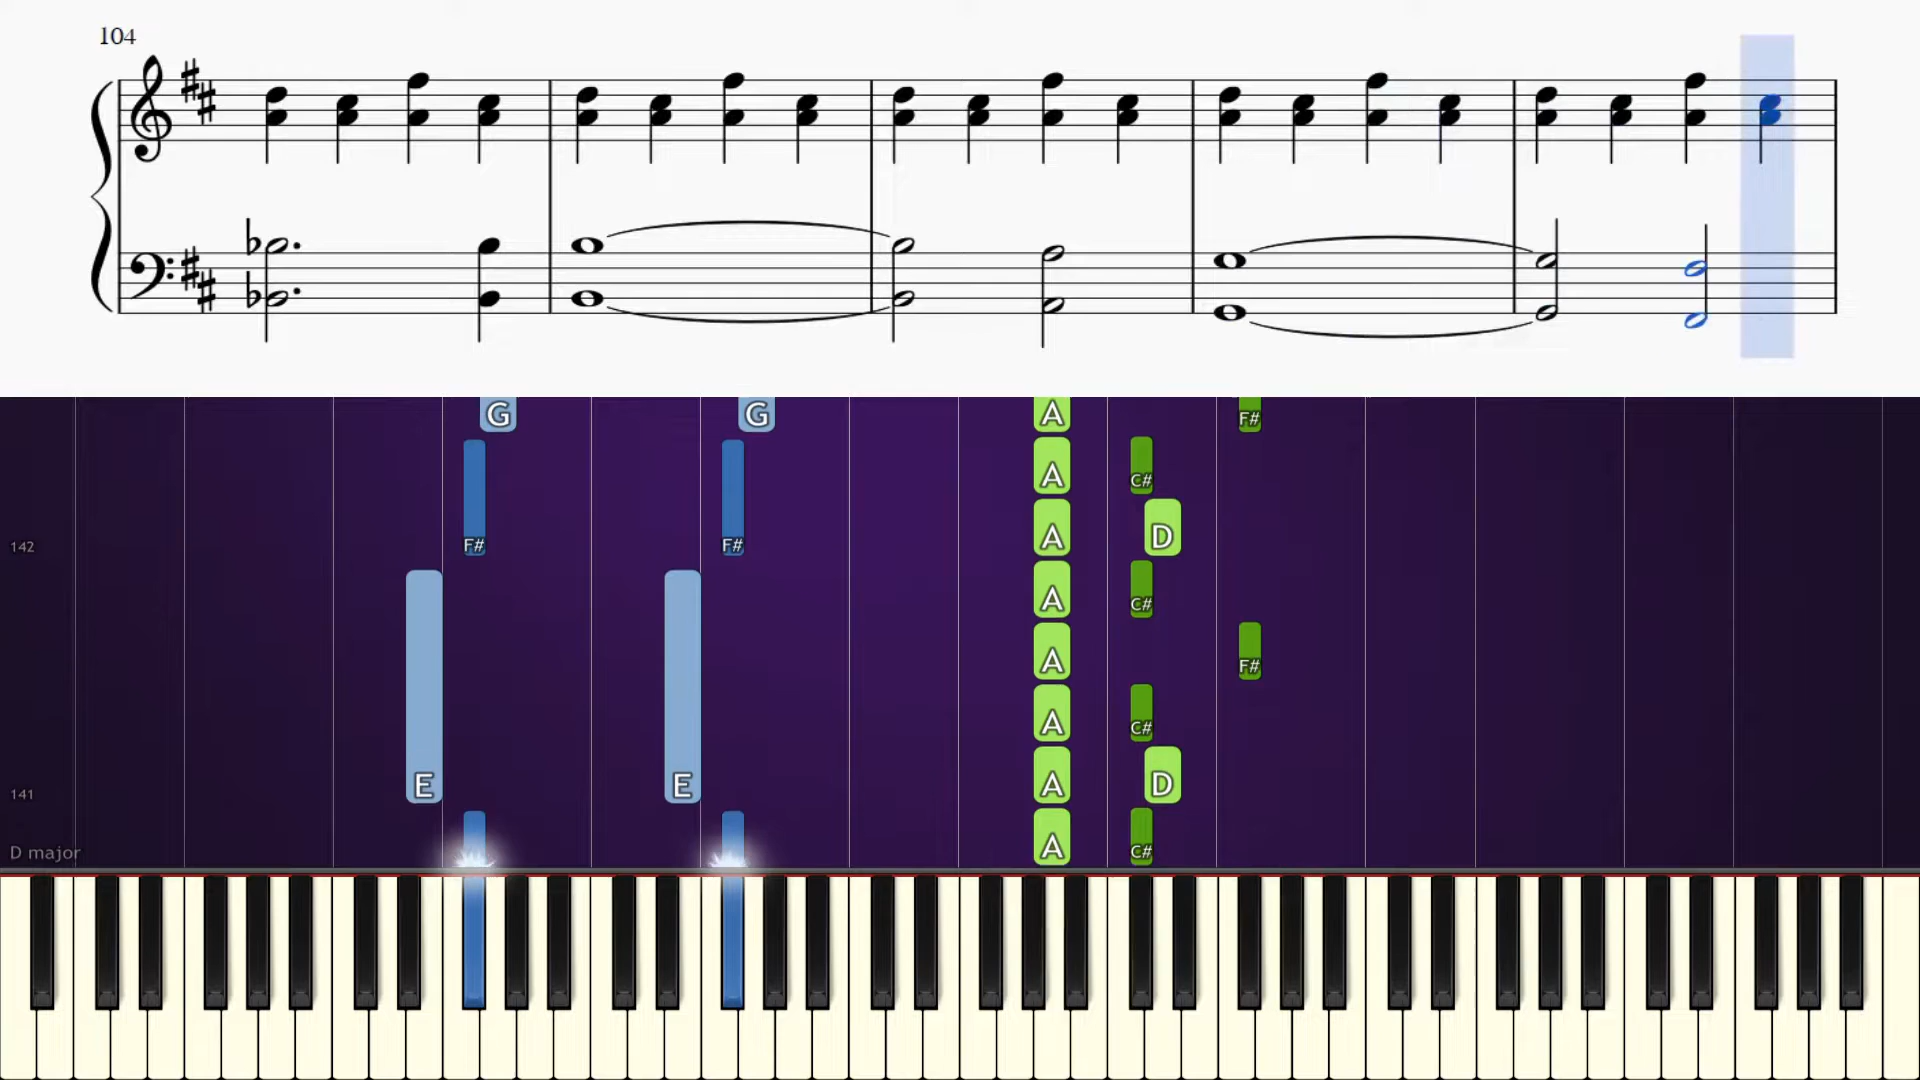 104
G G A F#
A C#
A D
142 F# F#
A C#
A F#
A C#
E E A D
141
D major A C#